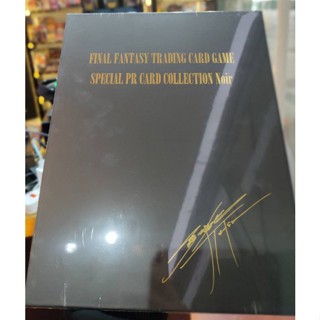 FINAL FANTASY TRADING CARD GAME
SPECIAL PR CARD COLLECTION Noir